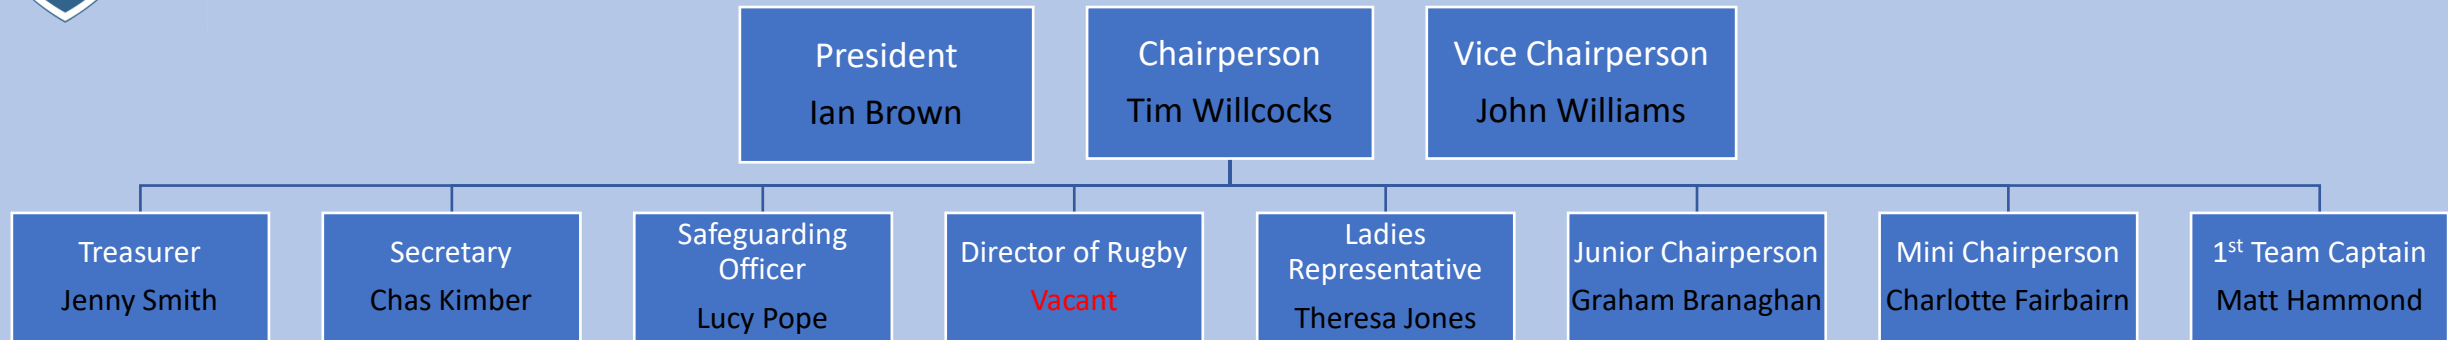 President
Ian Brown
Chairperson
Tim Willcocks
Vice Chairperson
John Williams
Treasurer
Jenny Smith
Secretary
Chas Kimber
Safeguarding
Officer
Lucy Pope
Director of Rugby
Vacant
Ladies
Representative
Theresa Jones
Junior Chairperson
Graham Branaghan
Mini Chairperson
Charlotte Fairbairn
1st Team Captain
Matt Hammond